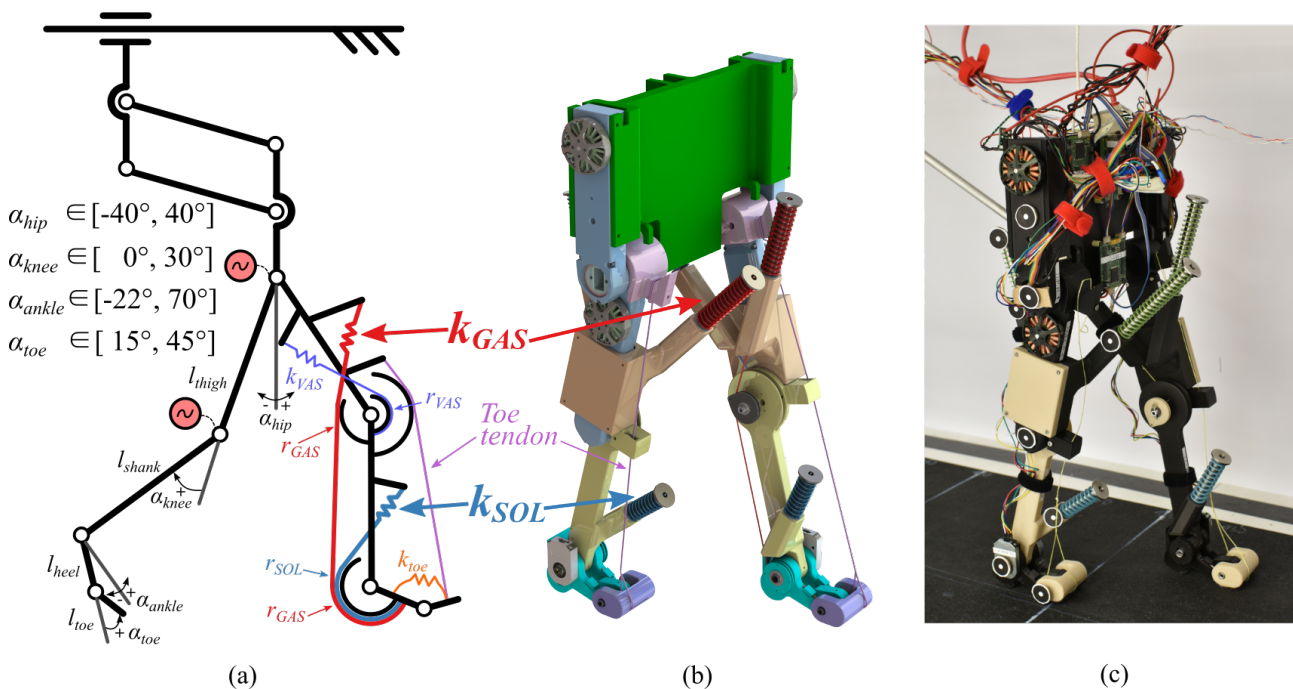 α_hip ∈[-40°, 40°]
α_knee ∈[ 0°, 30°]
α_ankle ∈[-22°, 70°]
α_toe ∈[ 15°, 45°]
l_thigh
- +
α_hip
k_VAS
r_VAS
r_GAS
k_GAS
Toe
tendon
l_shank
+
α_knee
k_SOL
l_heel
+
-
α_ankle
l_toe
+ α_toe
r_SOL
k_toe
r_GAS
(a)
(b)
(c)